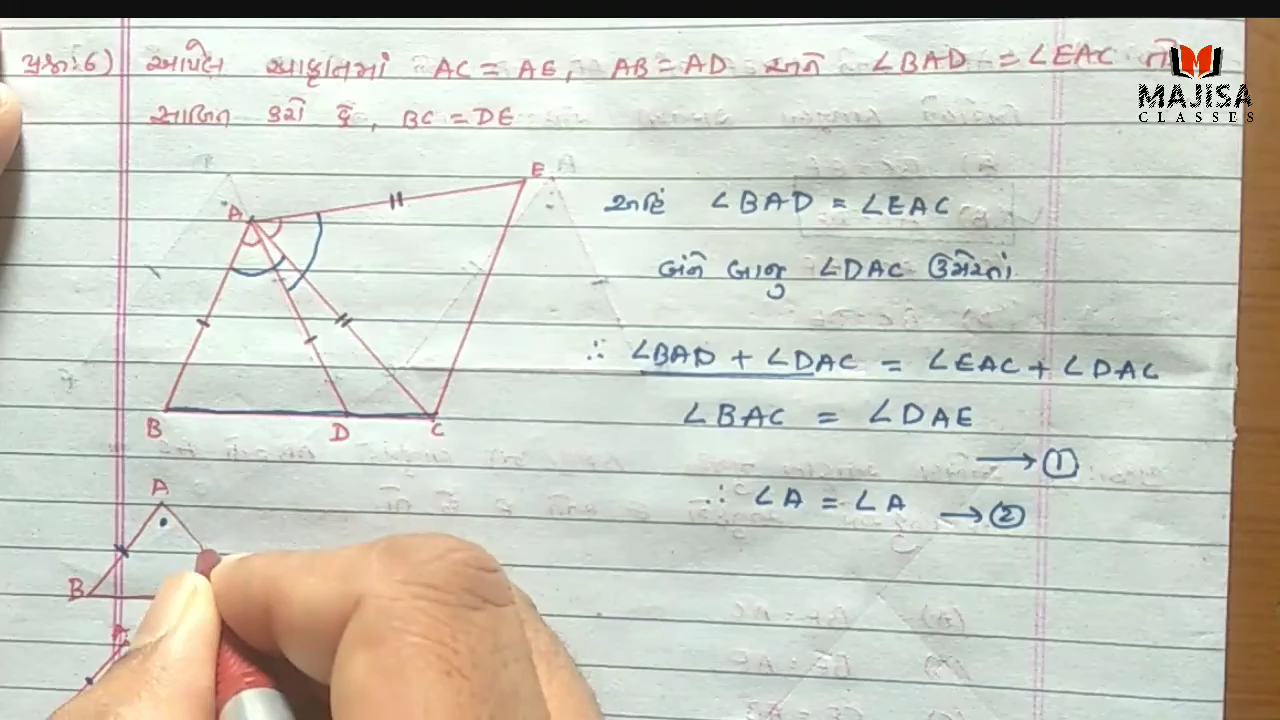 પ્રશ્ન:6) આપેલ આકૃતિમાં AC = AE, AB = AD અને ∠BAD = ∠EAC તો
સાબિત કરો કે, BC = DE
MAJISA
CLASSES
A
E
B
D
C
અહિં ∠BAD = ∠EAC
બંને બાજુ ∠DAC ઉમેરતાં
∴ ∠BAD + ∠DAC = ∠EAC + ∠DAC
∠BAC = ∠DAE
→ ①
∴ ∠A = ∠A → ②
A
B